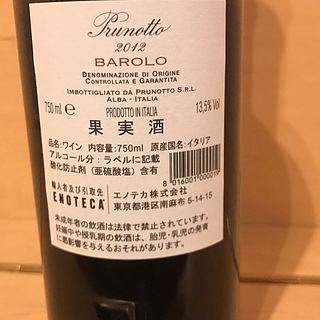 Prunotto
2012
BAROLO
DENOMINAZIONE DI ORIGINE
CONTROLLATA E GARANTITA
IMBOTTIGLIATO DA PRUNOTTO S.R.L.
ALBA - ITALIA
750 ml e PRODOTTO IN ITALIA 13,5% Vol
果実酒
品名:ワイン 内容量:750ml 原産国名:イタリア
アルコール分:ラベルに記載
酸化防止剤(亜硫酸塩)含有
8 016001 000019
輸入者及び引取先 エノテカ株式会社
ENOTECA 東京都港区南麻布 5-14-15
未成年者の飲酒は法律で禁止されています。
妊娠中や授乳期の飲酒は、胎児・乳児の発育
に悪影響を与えるおそれがあります。